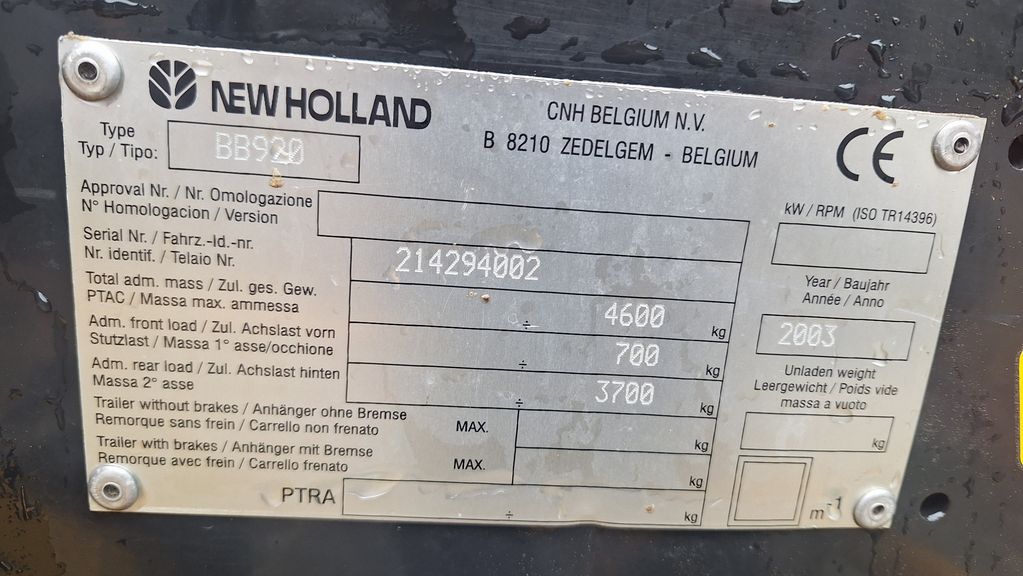 NEW HOLLAND
CNH BELGIUM N.V.
B 8210 ZEDELGEM - BELGIUM
CE
Type
Typ / Tipo: BB920
Approval Nr. / Nr. Omologazione
N° Homologacion / Version
kW / RPM (ISO TR14396)
Serial Nr. / Fahrz.-Id.-nr.
Nr. identif. / Telaio Nr. 214294002
Total adm. mass / Zul. ges. Gew.
PTAC / Massa max. ammessa ÷ 4600 kg
Year / Baujahr
Année / Anno
2003
Adm. front load / Zul. Achslast vorn
Stutzlast / Massa 1° asse/occhione ÷ 700 kg
Adm. rear load / Zul. Achslast hinten
Massa 2° asse ÷ 3700 kg
Unladen weight
Leergewicht / Poids vide
massa a vuoto
kg
Trailer without brakes / Anhänger ohne Bremse
Remorque sans frein / Carrello non frenato MAX. kg
Trailer with brakes / Anhänger mit Bremse
Remorque avec frein / Carrello frenato MAX. kg
PTRA ÷ kg
m⁻¹